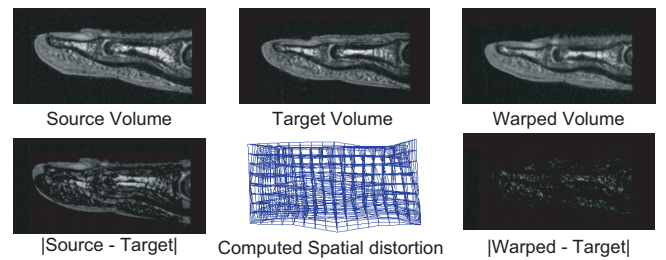 Source Volume
Target Volume
Warped Volume
|Source - Target|
Computed Spatial distortion
|Warped - Target|